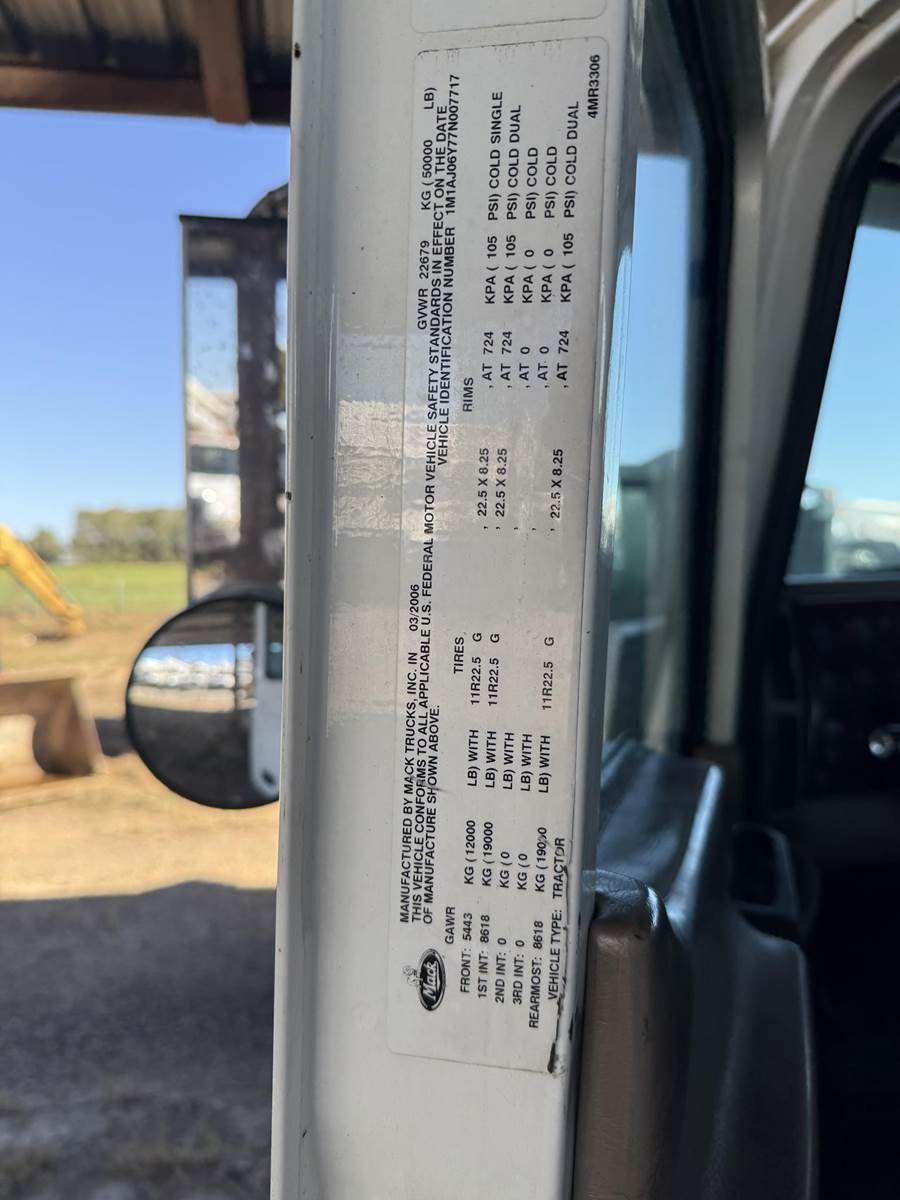 MANUFACTURED BY MACK TRUCKS, INC. IN 03/2006 GVWR 22679 KG ( 50000 LB)
THIS VEHICLE CONFORMS TO ALL APPLICABLE U.S. FEDERAL MOTOR VEHICLE SAFETY STANDARDS IN EFFECT ON THE DATE
OF MANUFACTURE SHOWN ABOVE. VEHICLE IDENTIFICATION NUMBER 1M1AJ06Y77N007717
Mack
GAWR TIRES RIMS
FRONT: 5443 KG ( 12000 LB) WITH 11R22.5 G , 22.5 X 8.25 , AT 724 KPA ( 105 PSI) COLD SINGLE
1ST INT: 8618 KG ( 19000 LB) WITH 11R22.5 G , 22.5 X 8.25 , AT 724 KPA ( 105 PSI) COLD DUAL
2ND INT: 0 KG ( 0 LB) WITH , , AT 0 KPA ( 0 PSI) COLD
3RD INT: 0 KG ( 0 LB) WITH , , AT 0 KPA ( 0 PSI) COLD
REARMOST: 8618 KG ( 19000 LB) WITH 11R22.5 G , 22.5 X 8.25 , AT 724 KPA ( 105 PSI) COLD DUAL
VEHICLE TYPE: TRACTOR
4MR3306